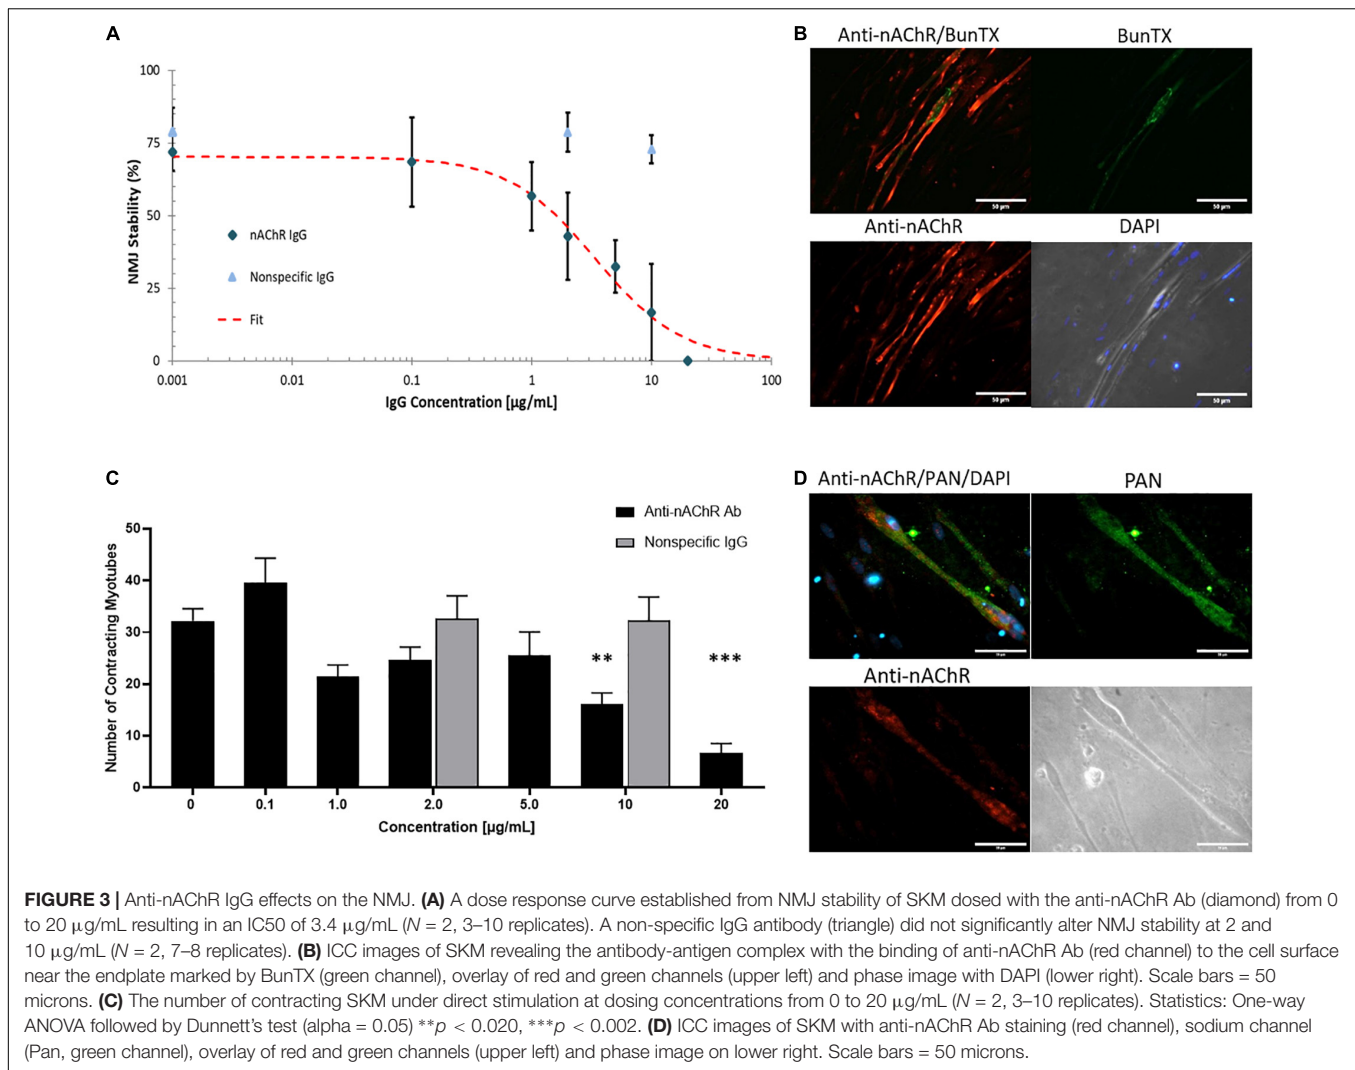 A
100
75
50
25
0
NMJ Stability (%)
nAChR IgG
Nonspecific IgG
Fit
0.001 0.01 0.1 1 10 100
IgG Concentration [µg/mL]
B
Anti-nAChR/BunTX BunTX
50 µm 50 µm
Anti-nAChR DAPI
50 µm 50 µm
C
Anti-nAChR Ab
Nonspecific IgG
50
40
30
20
10
0
Number of Contracting Myotubes
** ***
0 0.1 1.0 2.0 5.0 10 20
Concentration [µg/mL]
D
Anti-nAChR/PAN/DAPI PAN
Anti-nAChR
FIGURE 3 | Anti-nAChR IgG effects on the NMJ. (A) A dose response curve established from NMJ stability of SKM dosed with the anti-nAChR Ab (diamond) from 0
to 20 µg/mL resulting in an IC50 of 3.4 µg/mL (N = 2, 3–10 replicates). A non-specific IgG antibody (triangle) did not significantly alter NMJ stability at 2 and
10 µg/mL (N = 2, 7–8 replicates). (B) ICC images of SKM revealing the antibody-antigen complex with the binding of anti-nAChR Ab (red channel) to the cell surface
near the endplate marked by BunTX (green channel), overlay of red and green channels (upper left) and phase image with DAPI (lower right). Scale bars = 50
microns. (C) The number of contracting SKM under direct stimulation at dosing concentrations from 0 to 20 µg/mL (N = 2, 3–10 replicates). Statistics: One-way
ANOVA followed by Dunnett's test (alpha = 0.05) **p < 0.020, ***p < 0.002. (D) ICC images of SKM with anti-nAChR Ab staining (red channel), sodium channel
(Pan, green channel), overlay of red and green channels (upper left) and phase image on lower right. Scale bars = 50 microns.